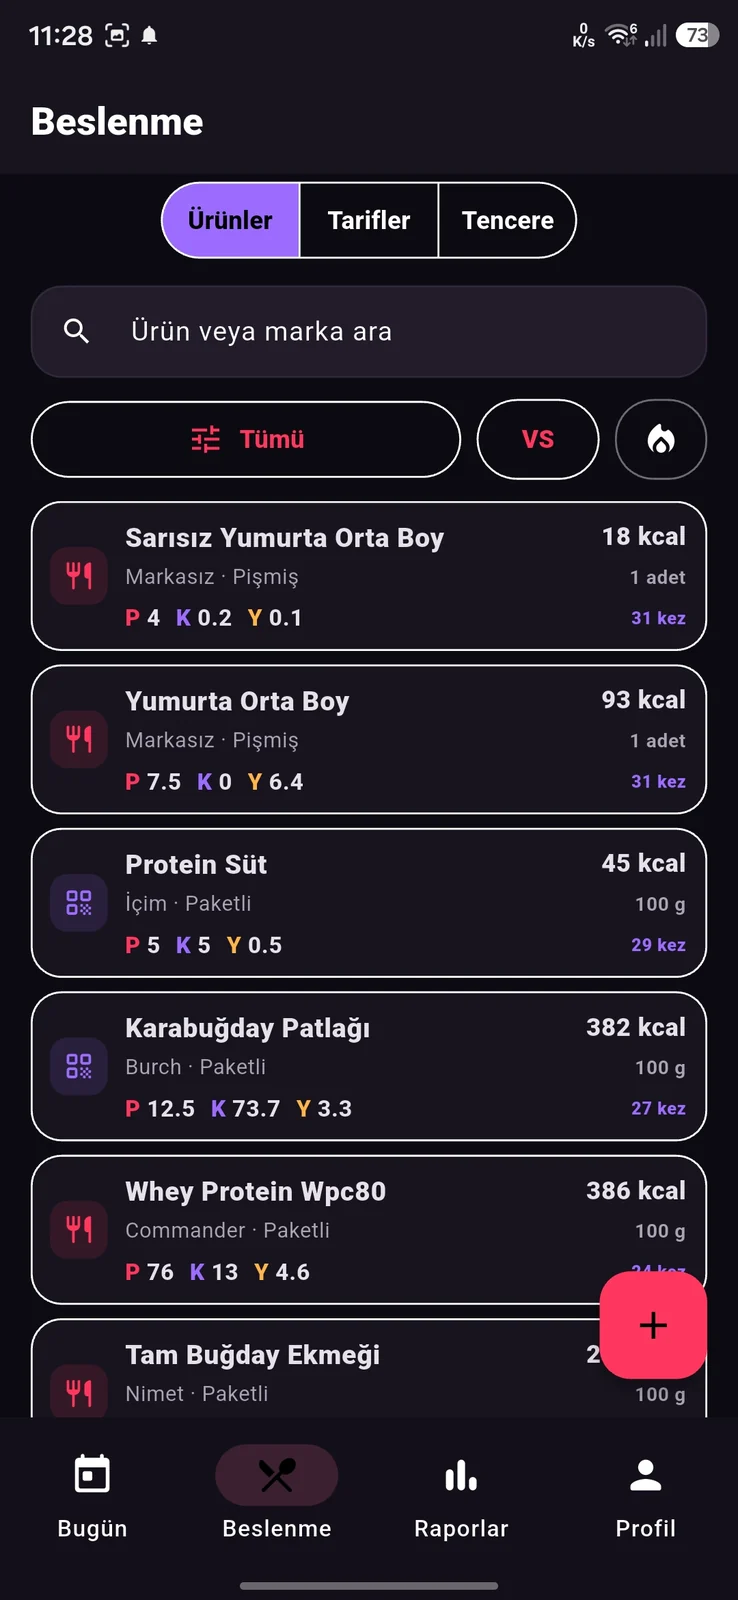 11:28
0
K/s
6
73
Beslenme
Ürünler Tarifler Tencere
Ürün veya marka ara
Tümü VS
Sarısız Yumurta Orta Boy 18 kcal
Markasız · Pişmiş 1 adet
P 4 K 0.2 Y 0.1 31 kez
Yumurta Orta Boy 93 kcal
Markasız · Pişmiş 1 adet
P 7.5 K 0 Y 6.4 31 kez
Protein Süt 45 kcal
İçim · Paketli 100 g
P 5 K 5 Y 0.5 29 kez
Karabuğday Patlağı 382 kcal
Burch · Paketli 100 g
P 12.5 K 73.7 Y 3.3 27 kez
Whey Protein Wpc80 386 kcal
Commander · Paketli 100 g
P 76 K 13 Y 4.6
Tam Buğday Ekmeği
Nimet · Paketli 100 g
Bugün Beslenme Raporlar Profil